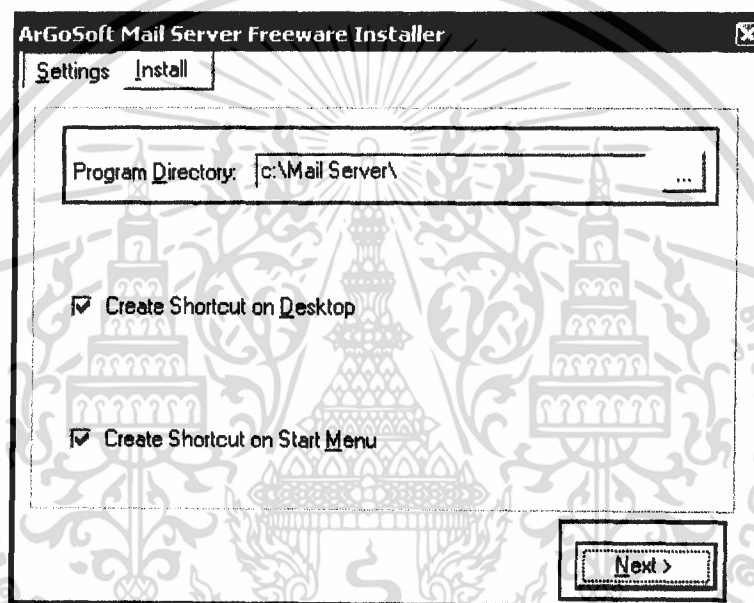 ArGoSoft Mail Server Freeware Installer
Settings Install
Program Directory: c:\Mail Server\ ...
Create Shortcut on Desktop
Create Shortcut on Start Menu
Next >